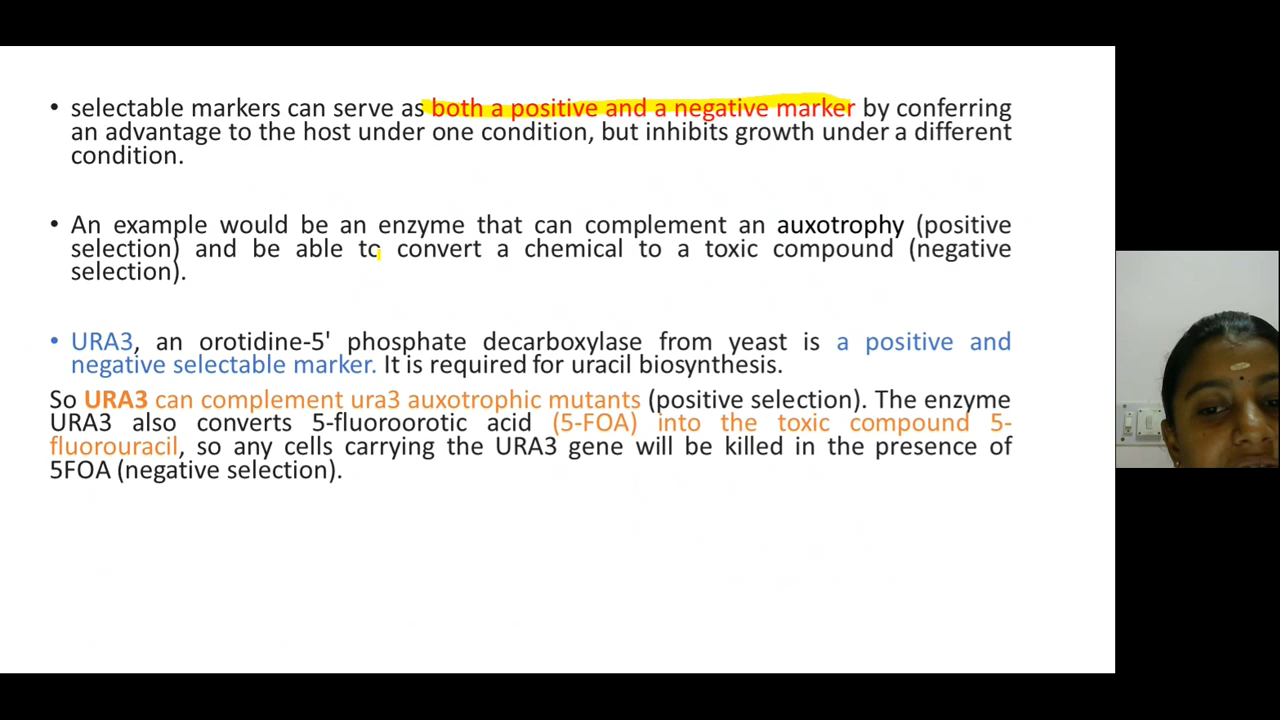 • selectable markers can serve as both a positive and a negative marker by conferring
an advantage to the host under one condition, but inhibits growth under a different
condition.
• An example would be an enzyme that can complement an auxotrophy (positive
selection) and be able to convert a chemical to a toxic compound (negative
selection).
• URA3, an orotidine-5' phosphate decarboxylase from yeast is a positive and
negative selectable marker. It is required for uracil biosynthesis.
So URA3 can complement ura3 auxotrophic mutants (positive selection). The enzyme
URA3 also converts 5-fluoroorotic acid (5-FOA) into the toxic compound 5-
fluorouracil, so any cells carrying the URA3 gene will be killed in the presence of
5FOA (negative selection).